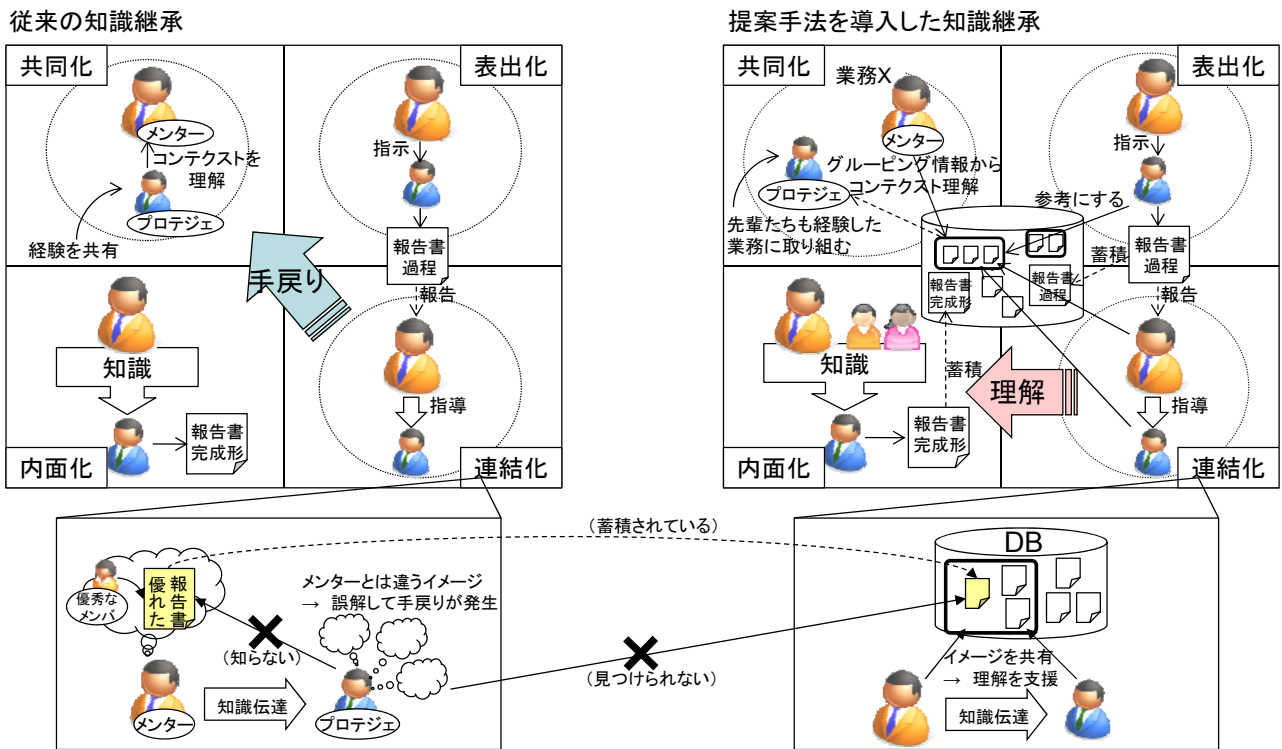 従来の知識継承
共同化
表出化
メンター
コンテクストを
理解
プロテジェ
経験を共有
指示
報告書
過程
報告
手戻り
知識
報告書
完成形
指導
内面化
連結化
提案手法を導入した知識継承
共同化
表出化
業務X
メンター
プロテジェ
グルーピング情報から
コンテクスト理解
先輩たちも経験した
業務に取り組む
指示
参考にする
報告書
過程
蓄積
報告書
過程
報告書
完成形
報告
知識
蓄積
理解
報告書
完成形
指導
内面化
連結化
優秀な
メンバ
優れた
報告書
メンターとは違うイメージ
→ 誤解して手戻りが発生
(知らない)
メンター
知識伝達
プロテジェ
(蓄積されている)
(見つけられない)
DB
イメージを共有
→ 理解を支援
知識伝達